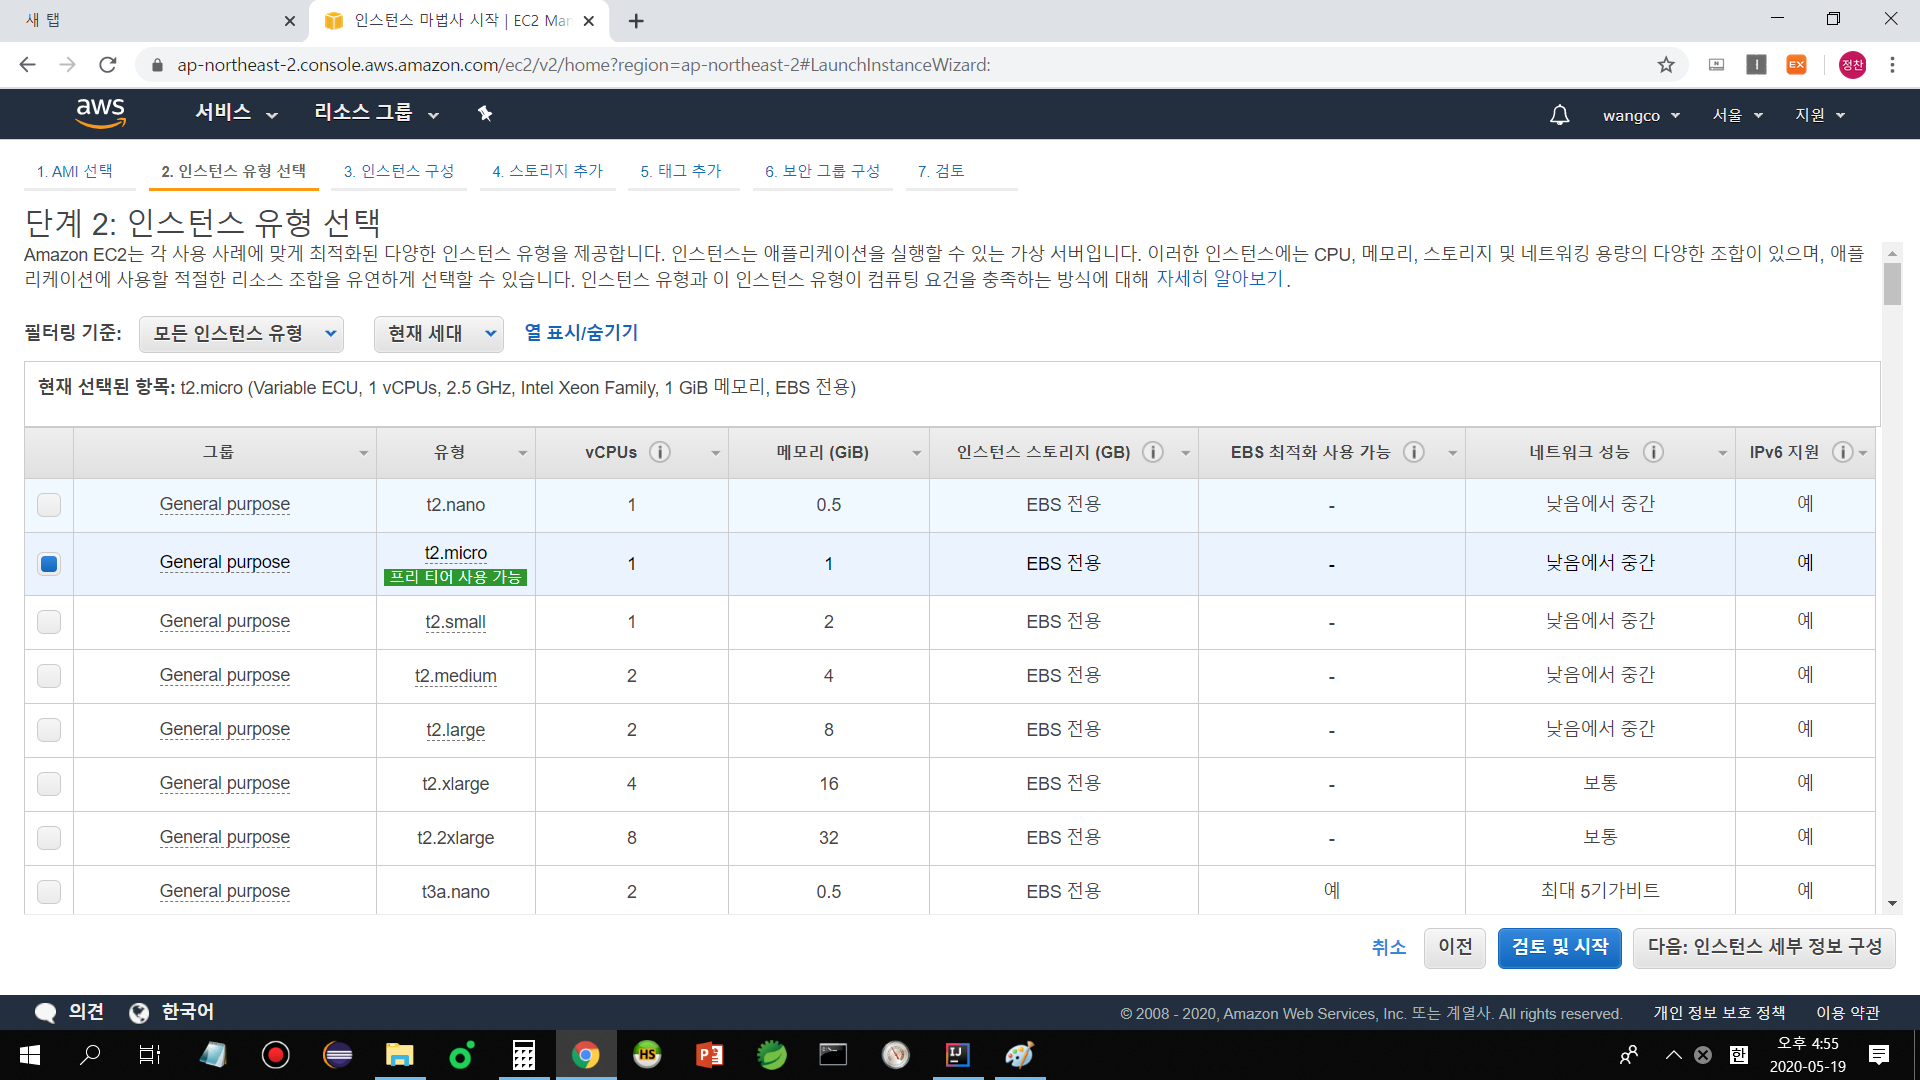 새 탭
인스턴스 마법사 시작 | EC2 Mar
ap-northeast-2.console.aws.amazon.com/ec2/v2/home?region=ap-northeast-2#LaunchInstanceWizard:
EX
정찬
aws 서비스 리소스 그룹 wangco 서울 지원
1. AMI 선택 2. 인스턴스 유형 선택 3. 인스턴스 구성 4. 스토리지 추가 5. 태그 추가 6. 보안 그룹 구성 7. 검토
단계 2: 인스턴스 유형 선택
Amazon EC2는 각 사용 사례에 맞게 최적화된 다양한 인스턴스 유형을 제공합니다. 인스턴스는 애플리케이션을 실행할 수 있는 가상 서버입니다. 이러한 인스턴스에는 CPU, 메모리, 스토리지 및 네트워킹 용량의 다양한 조합이 있으며, 애플
리케이션에 사용할 적절한 리소스 조합을 유연하게 선택할 수 있습니다. 인스턴스 유형과 이 인스턴스 유형이 컴퓨팅 요건을 충족하는 방식에 대해 자세히 알아보기.
필터링 기준: 모든 인스턴스 유형 현재 세대 열 표시/숨기기
현재 선택된 항목: t2.micro (Variable ECU, 1 vCPUs, 2.5 GHz, Intel Xeon Family, 1 GiB 메모리, EBS 전용)
그룹 유형 vCPUs 메모리 (GiB) 인스턴스 스토리지 (GB) EBS 최적화 사용 가능 네트워크 성능 IPv6 지원
General purpose t2.nano 1 0.5 EBS 전용 - 낮음에서 중간 예
General purpose t2.micro 1 1 EBS 전용 - 낮음에서 중간 예
프리 티어 사용 가능
General purpose t2.small 1 2 EBS 전용 - 낮음에서 중간 예
General purpose t2.medium 2 4 EBS 전용 - 낮음에서 중간 예
General purpose t2.large 2 8 EBS 전용 - 낮음에서 중간 예
General purpose t2.xlarge 4 16 EBS 전용 - 보통 예
General purpose t2.2xlarge 8 32 EBS 전용 - 보통 예
General purpose t3a.nano 2 0.5 EBS 전용 예 최대 5기가비트 예
취소 이전 검토 및 시작 다음: 인스턴스 세부 정보 구성
의견 한국어 © 2008 - 2020, Amazon Web Services, Inc. 또는 계열사. All rights reserved. 개인 정보 보호 정책 이용 약관
HS
IJ
한
오후 4:55
2020-05-19